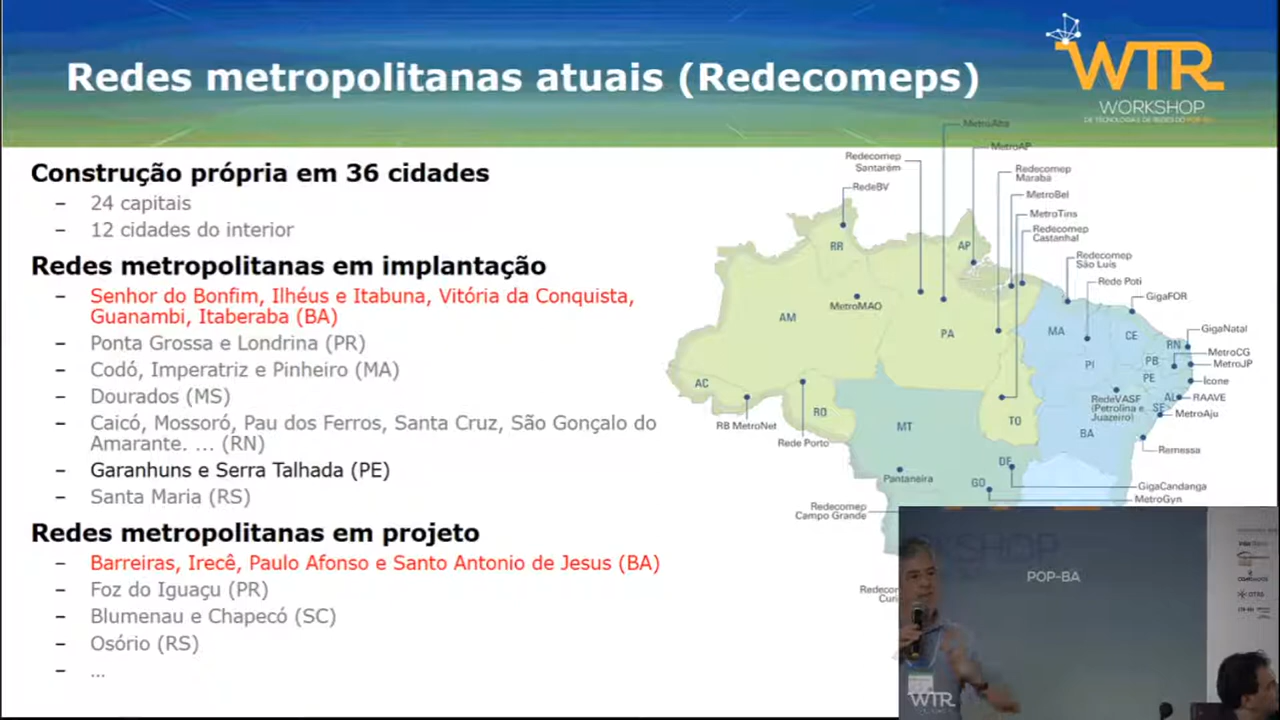 Redes metropolitanas atuais (Redecomeps)
WTR
WORKSHOP
DE TECNOLOGIA DE REDES DO POP-BA
Construção própria em 36 cidades
– 24 capitais
– 12 cidades do interior
Redes metropolitanas em implantação
– Senhor do Bonfim, Ilhéus e Itabuna, Vitória da Conquista,
Guanambi, Itaberaba (BA)
– Ponta Grossa e Londrina (PR)
– Codó, Imperatriz e Pinheiro (MA)
– Dourados (MS)
– Caicó, Mossoró, Pau dos Ferros, Santa Cruz, São Gonçalo do
Amarante. ... (RN)
– Garanhuns e Serra Talhada (PE)
– Santa Maria (RS)
Redes metropolitanas em projeto
– Barreiras, Irecê, Paulo Afonso e Santo Antonio de Jesus (BA)
– Foz do Iguaçu (PR)
– Blumenau e Chapecó (SC)
– Osório (RS)
– ...
MetroAlta
MetroAP
Redecomep
Santarém
Redecomep
Marabá
RedeBV
MetroBel
MetroTins
Redecomep
Castanhal
RR
AP
Redecomep
São Luís
Rede Poti
GigaFOR
MetroMAO
AM
PA
MA
CE
RN
GigaNatal
PI
PB
MetroCG
MetroJP
PE
Ícone
AC
RedeVASF
(Petrolina e
Juazeiro)
AL
RAAVE
SE
MetroAju
RO
TO
RB MetroNet
Rede Porto
MT
BA
Remessa
DF
Pantaneira
GO
GigaCandanga
MetroGyn
Redecomep
Campo Grande
POP-BA
WTR